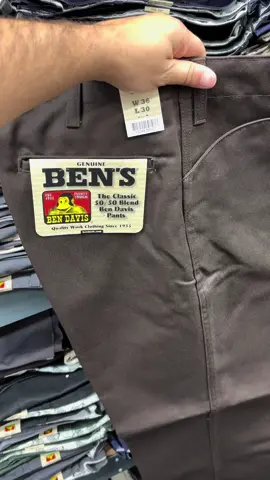 W 36
L 30
GENUINE
BEN'S
BEN DAVIS
The Classic
50/50 Blend
Ben Davis
Pants
Quality Work Clothing Since 1935